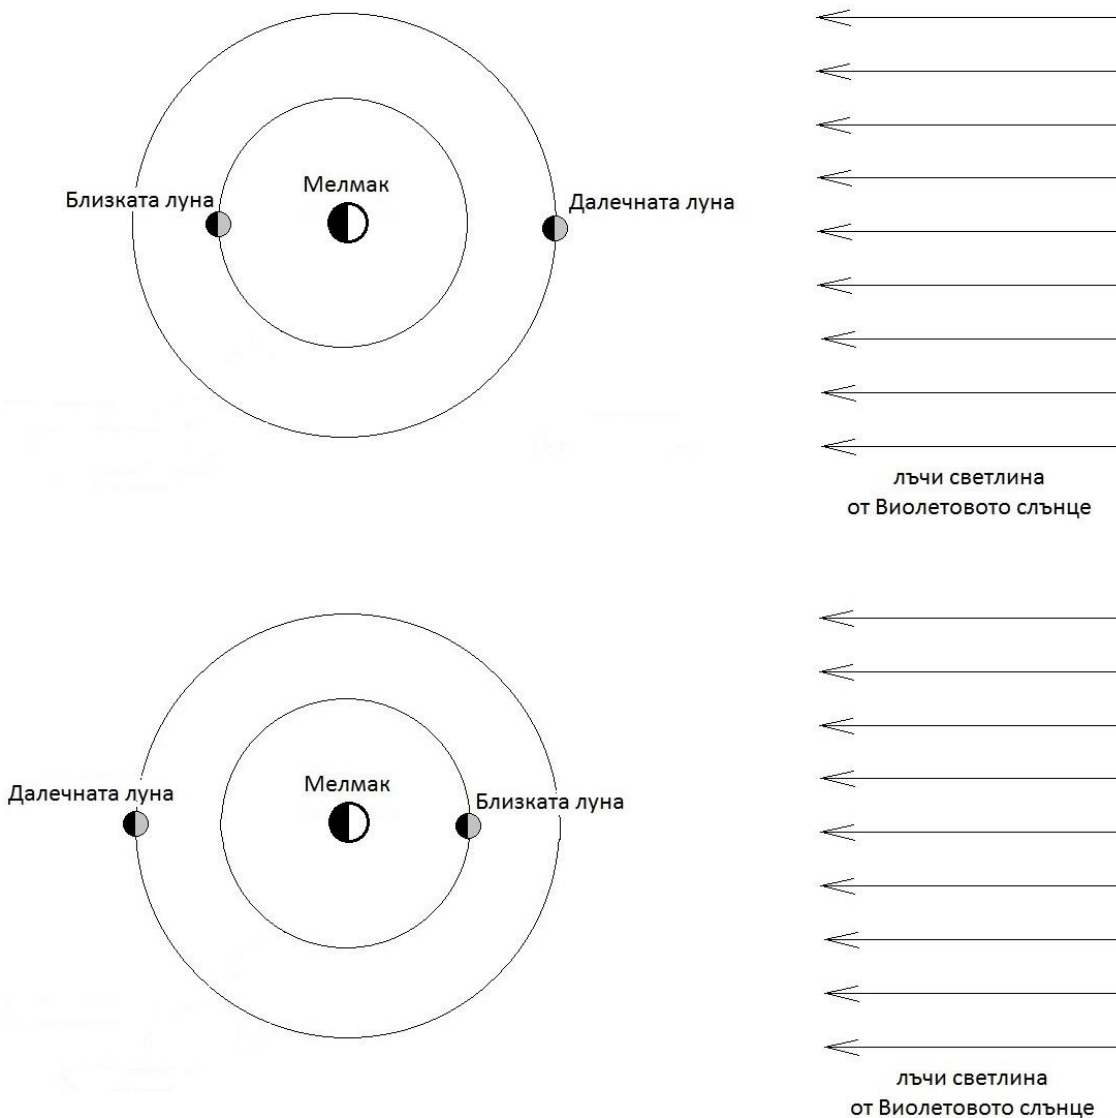 Мелмак
Близката луна
Далечната луна
лъчи светлина
от Виолетовото слънце
Мелмак
Далечната луна
Близката луна
лъчи светлина
от Виолетовото слънце